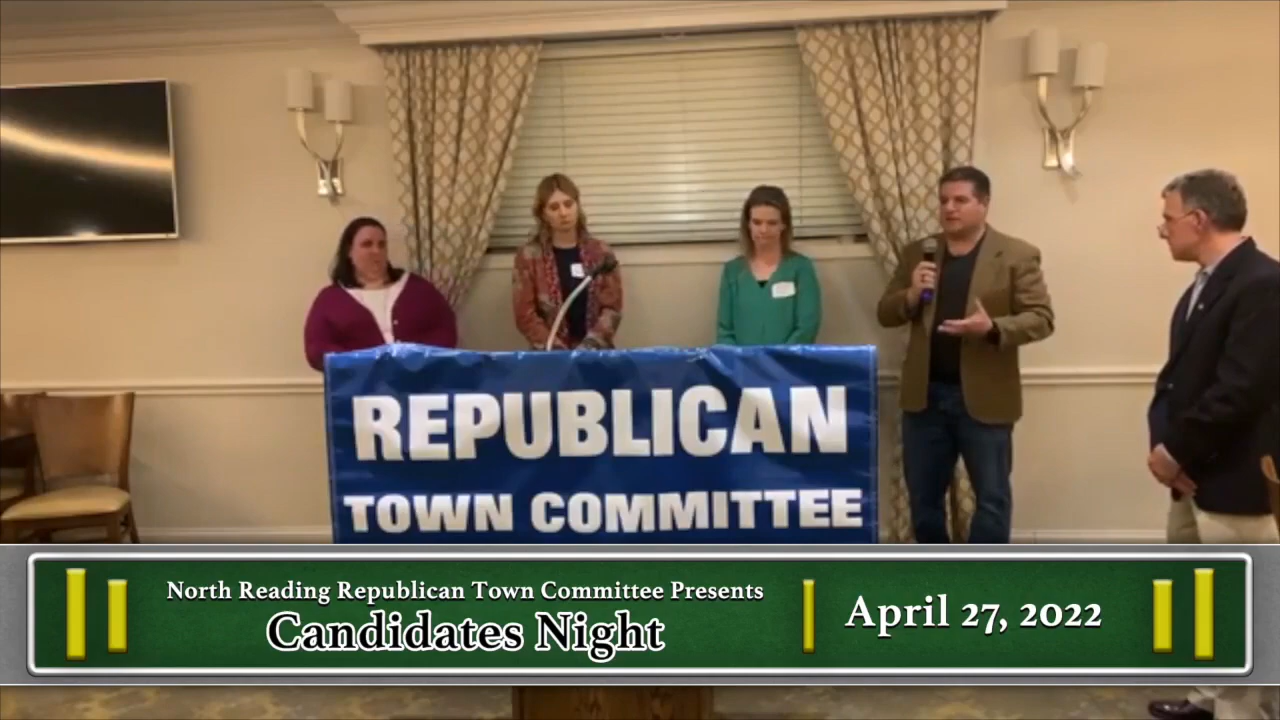 REPUBLICAN
TOWN COMMITTEE
North Reading Republican Town Committee Presents
Candidates Night
April 27, 2022